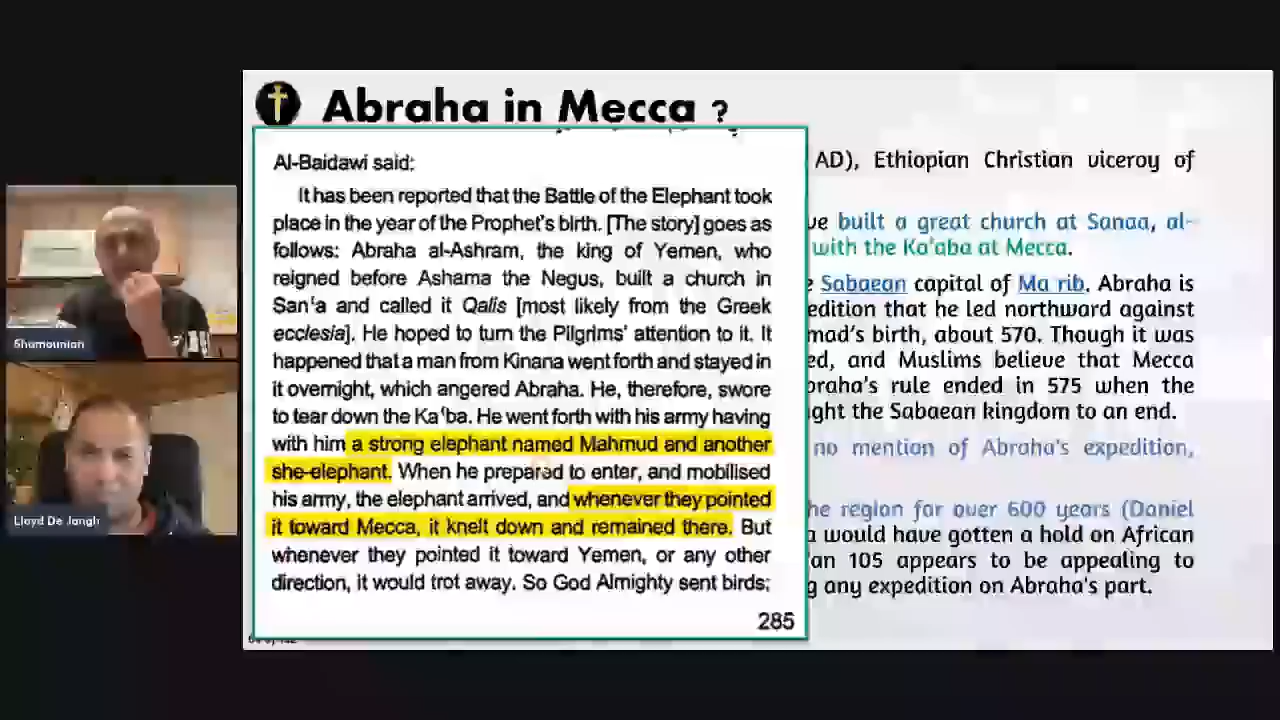 Abraha in Mecca ?
Al-Baidawi said:
It has been reported that the Battle of the Elephant took
place in the year of the Prophet's birth. [The story] goes as
follows: Abraha al-Ashram, the king of Yemen, who
reigned before Ashama the Negus, built a church in
San'a and called it Qalis [most likely from the Greek
ecclesia]. He hoped to turn the Pilgrims' attention to it. It
happened that a man from Kinana went forth and stayed in
it overnight, which angered Abraha. He, therefore, swore
to tear down the Ka'ba. He went forth with his army having
with him a strong elephant named Mahmud and another
she-elephant. When he prepared to enter, and mobilised
his army, the elephant arrived, and whenever they pointed
it toward Mecca, it knelt down and remained there. But
whenever they pointed it toward Yemen, or any other
direction, it would trot away. So God Almighty sent birds;
285
AD), Ethiopian Christian viceroy of
built a great church at Sanaa, al-
with the Ka'aba at Mecca.
Sabaean capital of Ma rib. Abraha is
edition that he led northward against
mad's birth, about 570. Though it was
ed, and Muslims believe that Mecca
braha's rule ended in 575 when the
ght the Sabaean kingdom to an end.
no mention of Abraha's expedition,
he region for over 600 years (Daniel
would have gotten a hold on African
'an 105 appears to be appealing to
g any expedition on Abraha's part.
Shamounian
Lloyd De Jongh